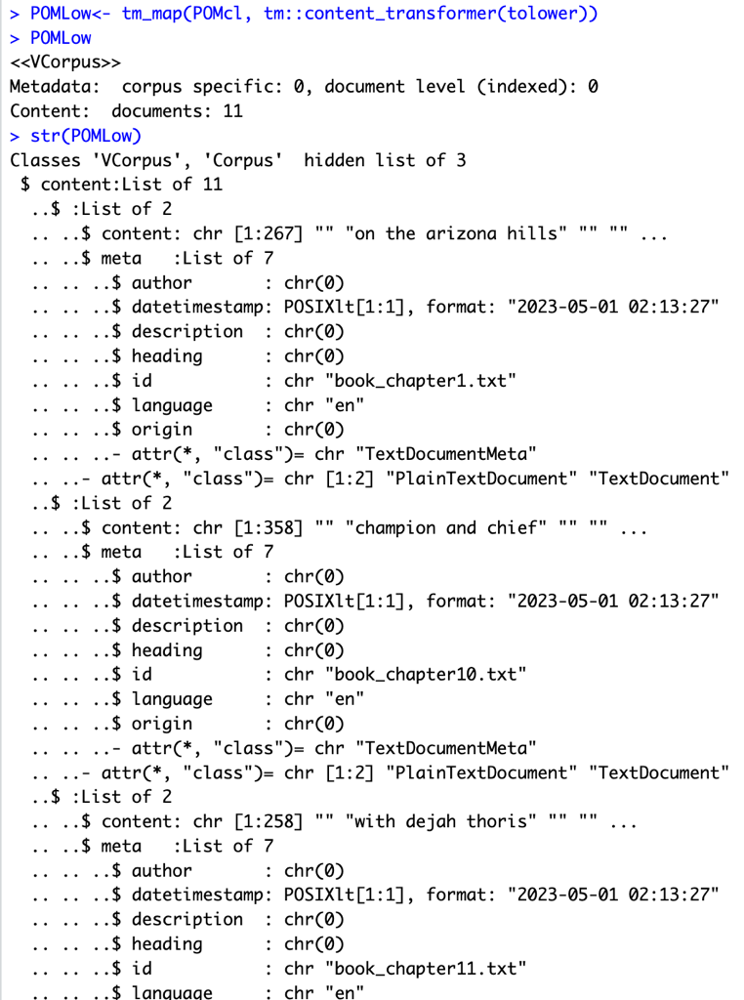 > POMLow<- tm_map(POMcl, tm::content_transformer(tolower))
> POMLow
<<VCorpus>>
Metadata:  corpus specific: 0, document level (indexed): 0
Content:  documents: 11
> str(POMLow)
Classes 'VCorpus', 'Corpus'  hidden list of 3
 $ content:List of 11
  ..$ :List of 2
  .. ..$ content: chr [1:267] "" "on the arizona hills" "" "" ...
  .. ..$ meta   :List of 7
  .. .. ..$ author       : chr(0)
  .. .. ..$ datetimestamp: POSIXlt[1:1], format: "2023-05-01 02:13:27"
  .. .. ..$ description  : chr(0)
  .. .. ..$ heading      : chr(0)
  .. .. ..$ id           : chr "book_chapter1.txt"
  .. .. ..$ language     : chr "en"
  .. .. ..$ origin       : chr(0)
  .. .. ..- attr(*, "class")= chr "TextDocumentMeta"
  .. ..- attr(*, "class")= chr [1:2] "PlainTextDocument" "TextDocument"
  ..$ :List of 2
  .. ..$ content: chr [1:358] "" "champion and chief" "" "" ...
  .. ..$ meta   :List of 7
  .. .. ..$ author       : chr(0)
  .. .. ..$ datetimestamp: POSIXlt[1:1], format: "2023-05-01 02:13:27"
  .. .. ..$ description  : chr(0)
  .. .. ..$ heading      : chr(0)
  .. .. ..$ id           : chr "book_chapter10.txt"
  .. .. ..$ language     : chr "en"
  .. .. ..$ origin       : chr(0)
  .. .. ..- attr(*, "class")= chr "TextDocumentMeta"
  .. ..- attr(*, "class")= chr [1:2] "PlainTextDocument" "TextDocument"
  ..$ :List of 2
  .. ..$ content: chr [1:258] "" "with dejah thoris" "" "" ...
  .. ..$ meta   :List of 7
  .. .. ..$ author       : chr(0)
  .. .. ..$ datetimestamp: POSIXlt[1:1], format: "2023-05-01 02:13:27"
  .. .. ..$ description  : chr(0)
  .. .. ..$ heading      : chr(0)
  .. .. ..$ id           : chr "book_chapter11.txt"
  .. .. ..$ language     : chr "en"